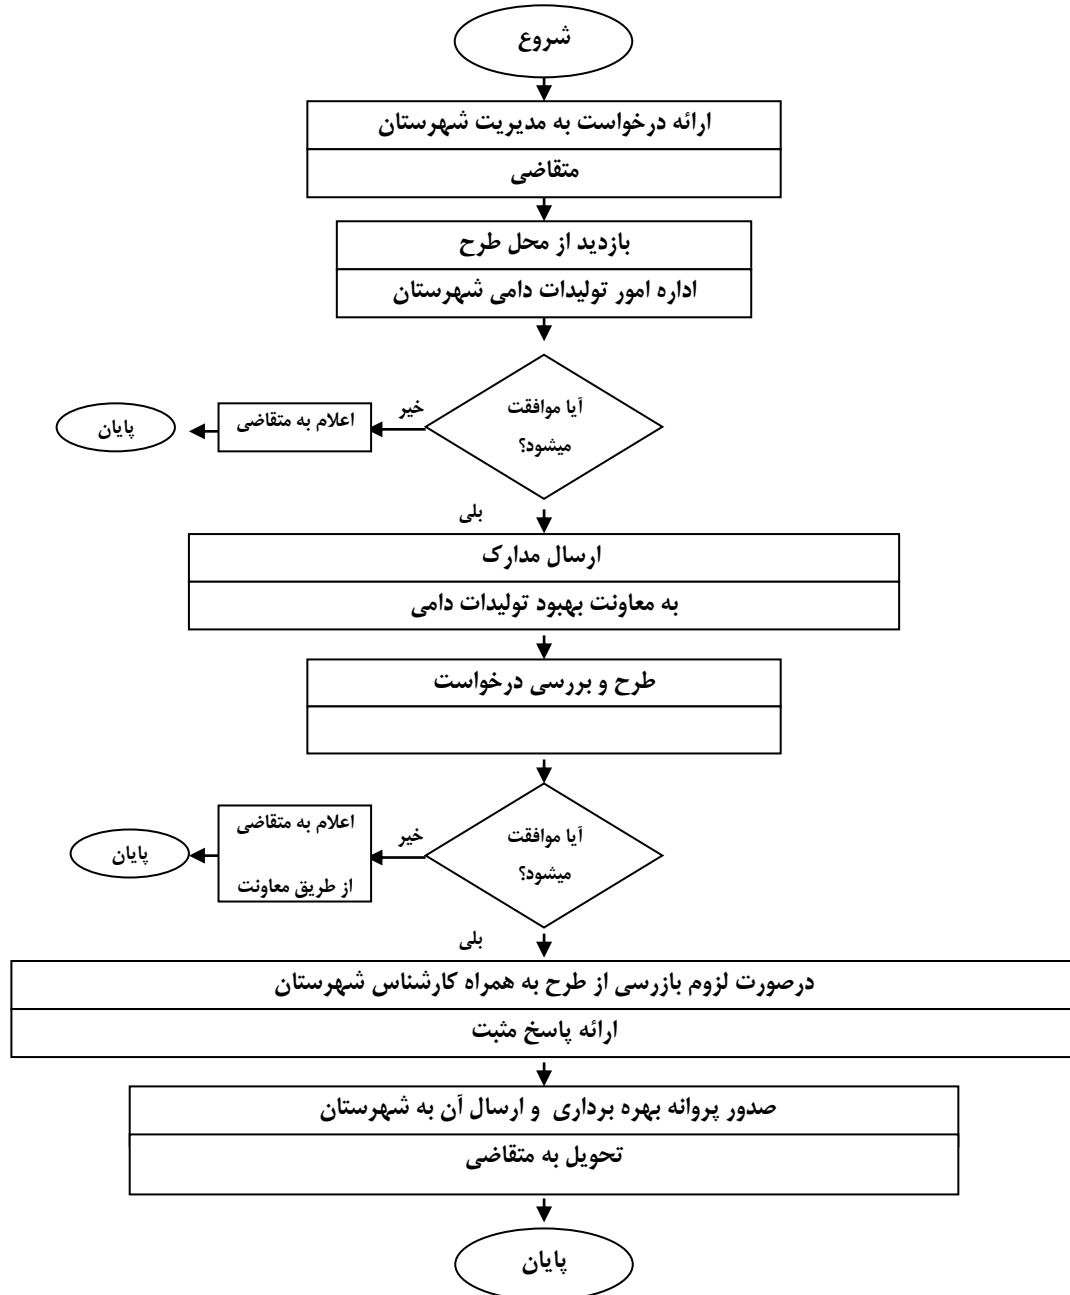 شروع
ارائه درخواست به مدیریت شهرستان
متقاضی
بازدید از محل طرح
اداره امور تولیدات دامی شهرستان
آیا موافقت
میشود؟
خیر
اعلام به متقاضی
پایان
بلی
ارسال مدارک
به معاونت بهبود تولیدات دامی
طرح و بررسی درخواست
آیا موافقت
میشود؟
خیر
اعلام به متقاضی
از طریق معاونت
پایان
بلی
درصورت لزوم بازرسی از طرح به همراه کارشناس شهرستان
ارائه پاسخ مثبت
صدور پروانه بهره برداری و ارسال آن به شهرستان
تحویل به متقاضی
پایان